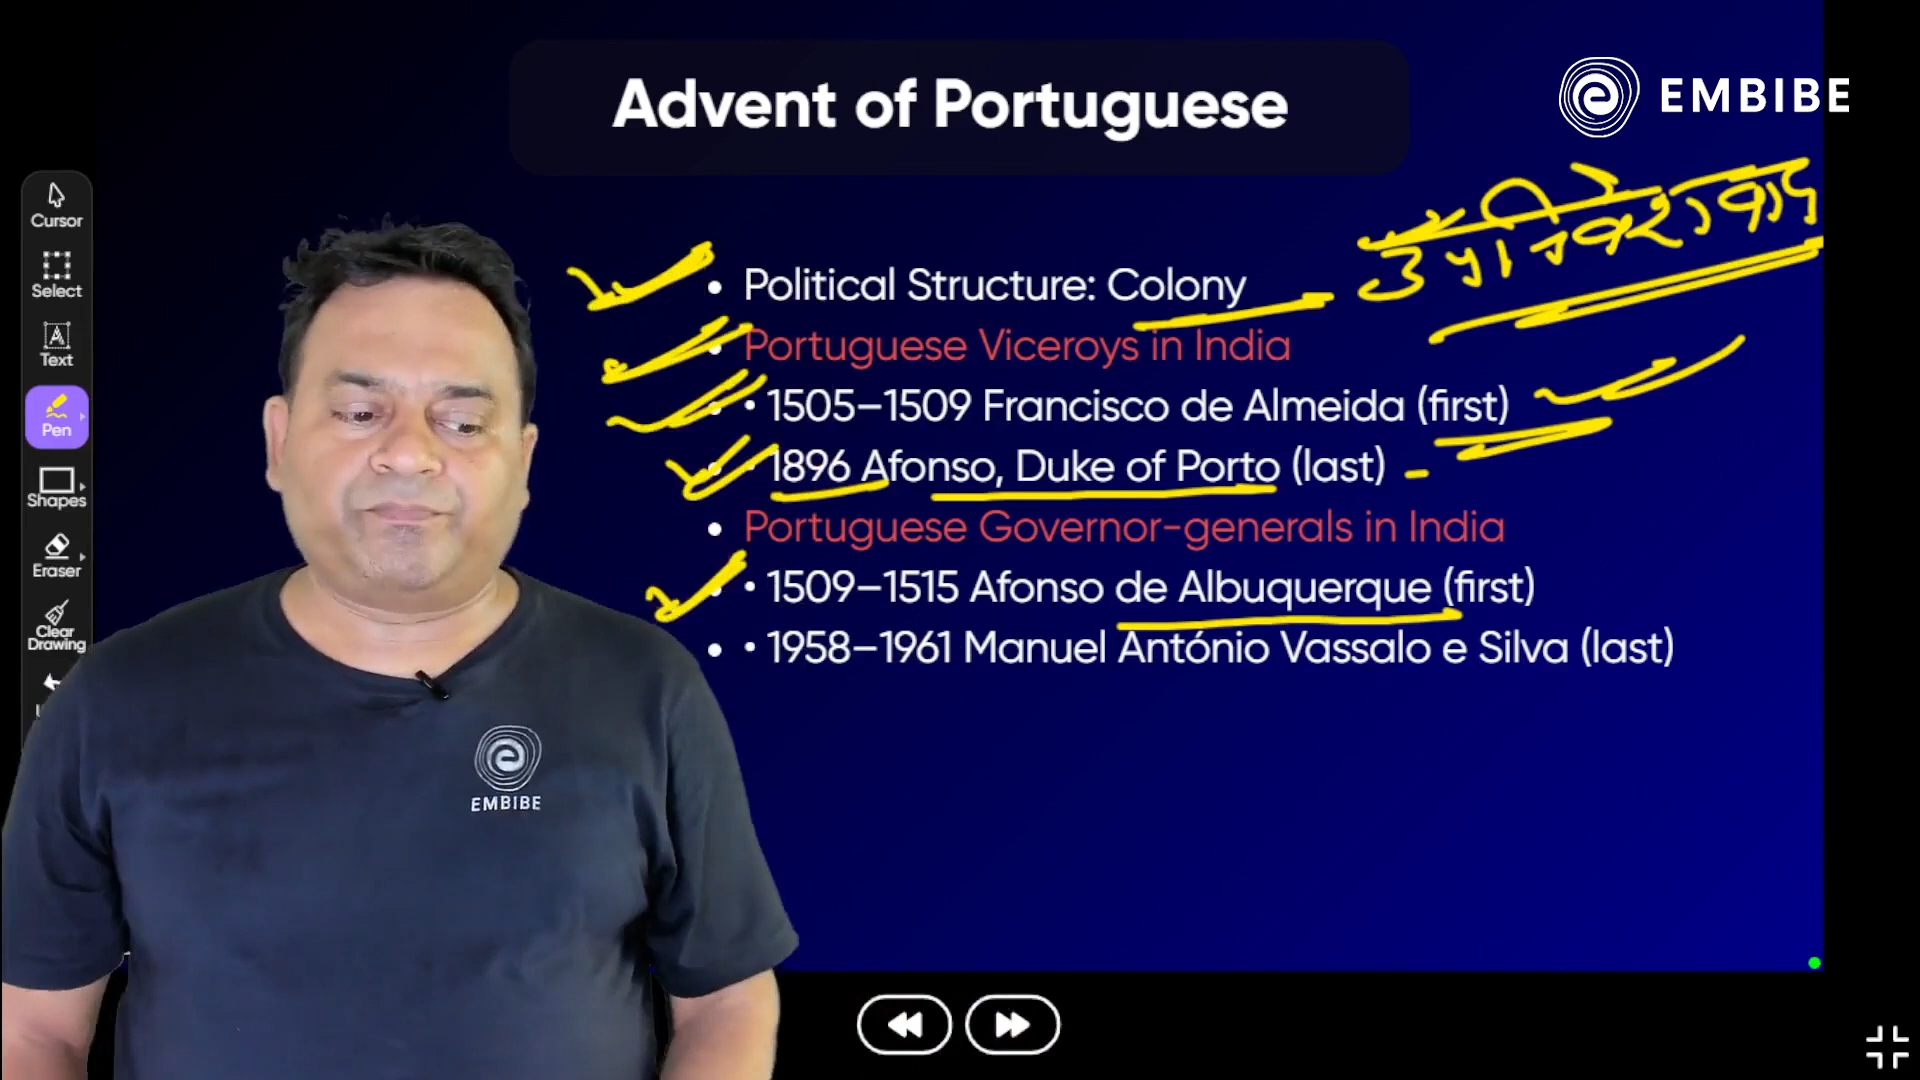 Advent of Portuguese
EMBIBE
Cursor
Select
Text
Pen
Shapes
Eraser
Clear
Drawing
उपनिवेशवाद
• Political Structure: Colony
• Portuguese Viceroys in India
• • 1505–1509 Francisco de Almeida (first)
• • 1896 Afonso, Duke of Porto (last)
• Portuguese Governor-generals in India
• • 1509–1515 Afonso de Albuquerque (first)
• • 1958–1961 Manuel António Vassalo e Silva (last)
EMBIBE